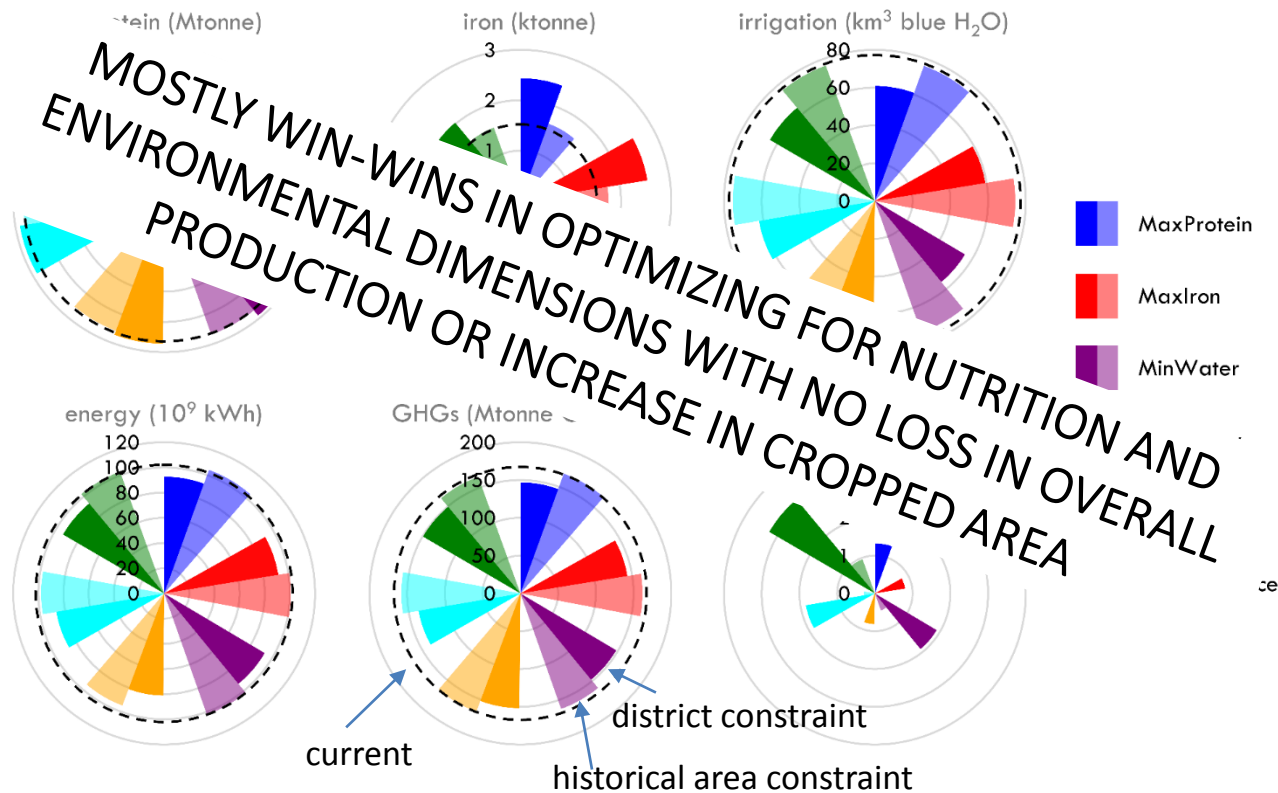 (Mtonne)
iron (ktonne)
irrigation (km³ blue H₂O)
3
2
1
80
60
40
20
0
MaxProtein
MaxIron
MinWater
MOSTLY WIN-WINS IN OPTIMIZING FOR NUTRITION AND
ENVIRONMENTAL DIMENSIONS WITH NO LOSS IN OVERALL
PRODUCTION OR INCREASE IN CROPPED AREA
energy (10⁹ kWh)
GHGs (Mtonne
120
100
80
60
40
20
0
200
150
100
50
0
1
0
current
district constraint
historical area constraint